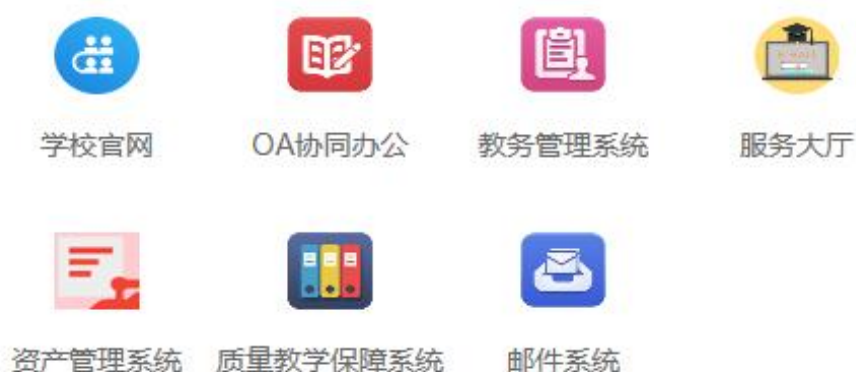 学校官网
OA协同办公
教务管理系统
服务大厅
资产管理系统
质量教学保障系统
邮件系统